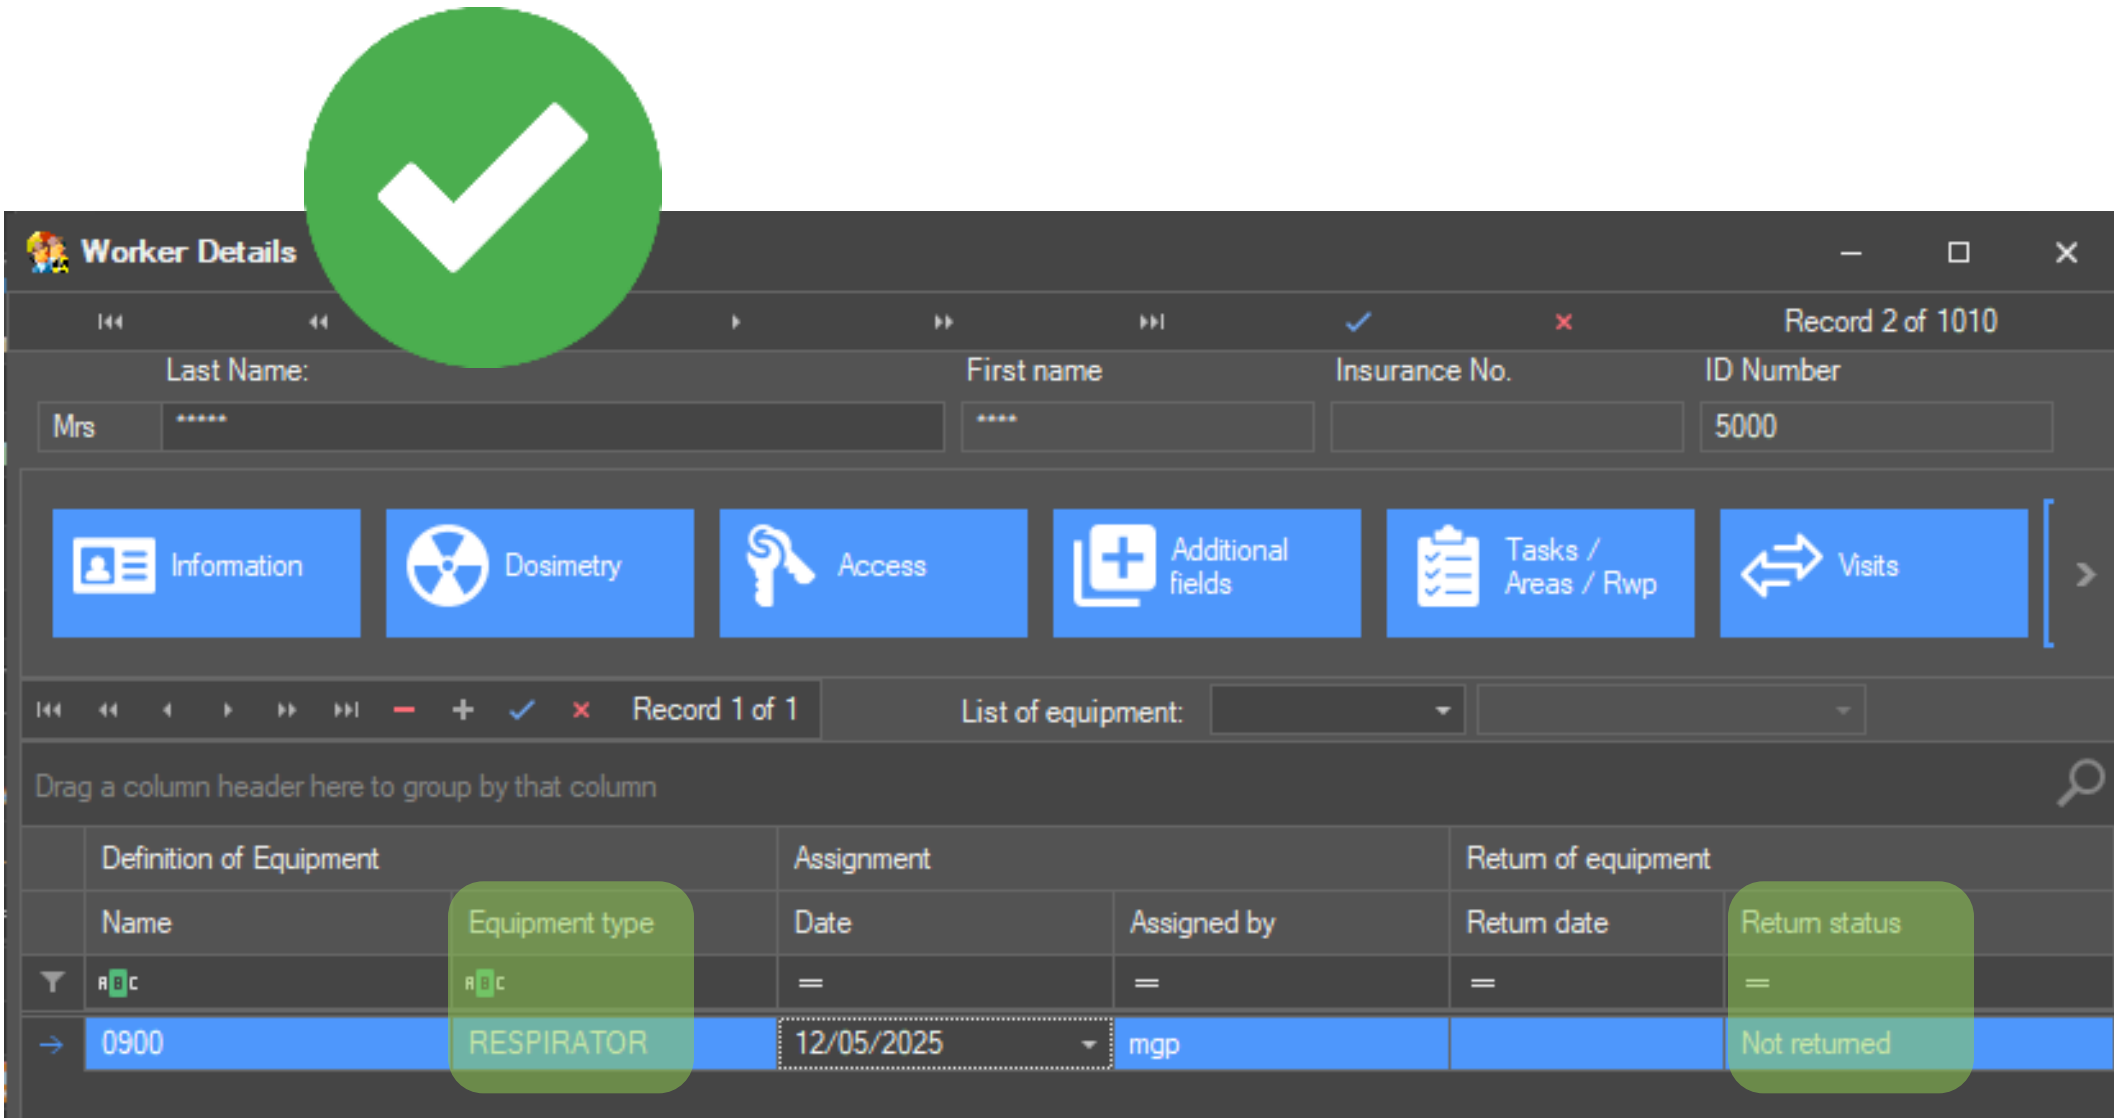 Worker Details
Record 2 of 1010
Last Name: First name Insurance No. ID Number
Mrs ***** **** 5000
Information Dosimetry Access Additional fields Tasks / Areas / Rwp Visits
Record 1 of 1 List of equipment:
Drag a column header here to group by that column
Definition of Equipment Assignment Return of equipment
Name Equipment type Date Assigned by Return date Return status
ABC ABC = = = =
0900 RESPIRATOR 12/05/2025 mgp Not returned